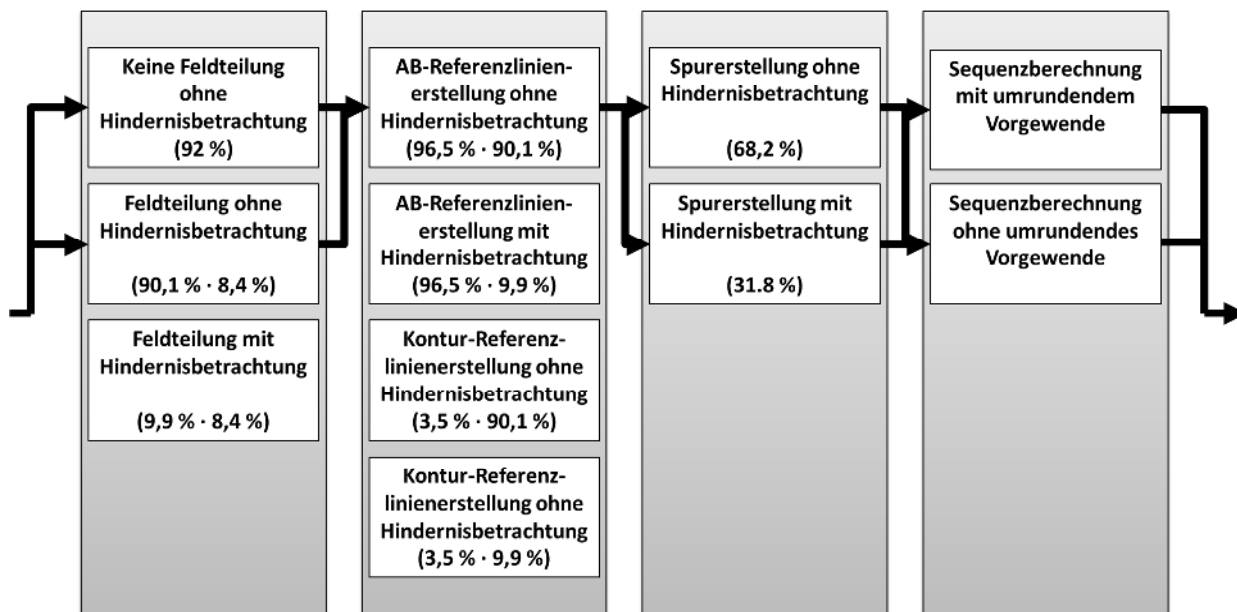 Keine Feldteilung
ohne
Hindernisbetrachtung
(92 %)
Feldteilung ohne
Hindernisbetrachtung
(90,1 % · 8,4 %)
Feldteilung mit
Hindernisbetrachtung
(9,9 % · 8,4 %)
AB-Referenzlinien-
erstellung ohne
Hindernisbetrachtung
(96,5 % · 90,1 %)
AB-Referenzlinien-
erstellung mit
Hindernisbetrachtung
(96,5 % · 9,9 %)
Kontur-Referenz-
linienerstellung ohne
Hindernisbetrachtung
(3,5 % · 90,1 %)
Kontur-Referenz-
linienerstellung ohne
Hindernisbetrachtung
(3,5 % · 9,9 %)
Spurerstellung ohne
Hindernisbetrachtung
(68,2 %)
Spurerstellung mit
Hindernisbetrachtung
(31.8 %)
Sequenzberechnung
mit umrundendem
Vorgewende
Sequenzberechnung
ohne umrundendes
Vorgewende